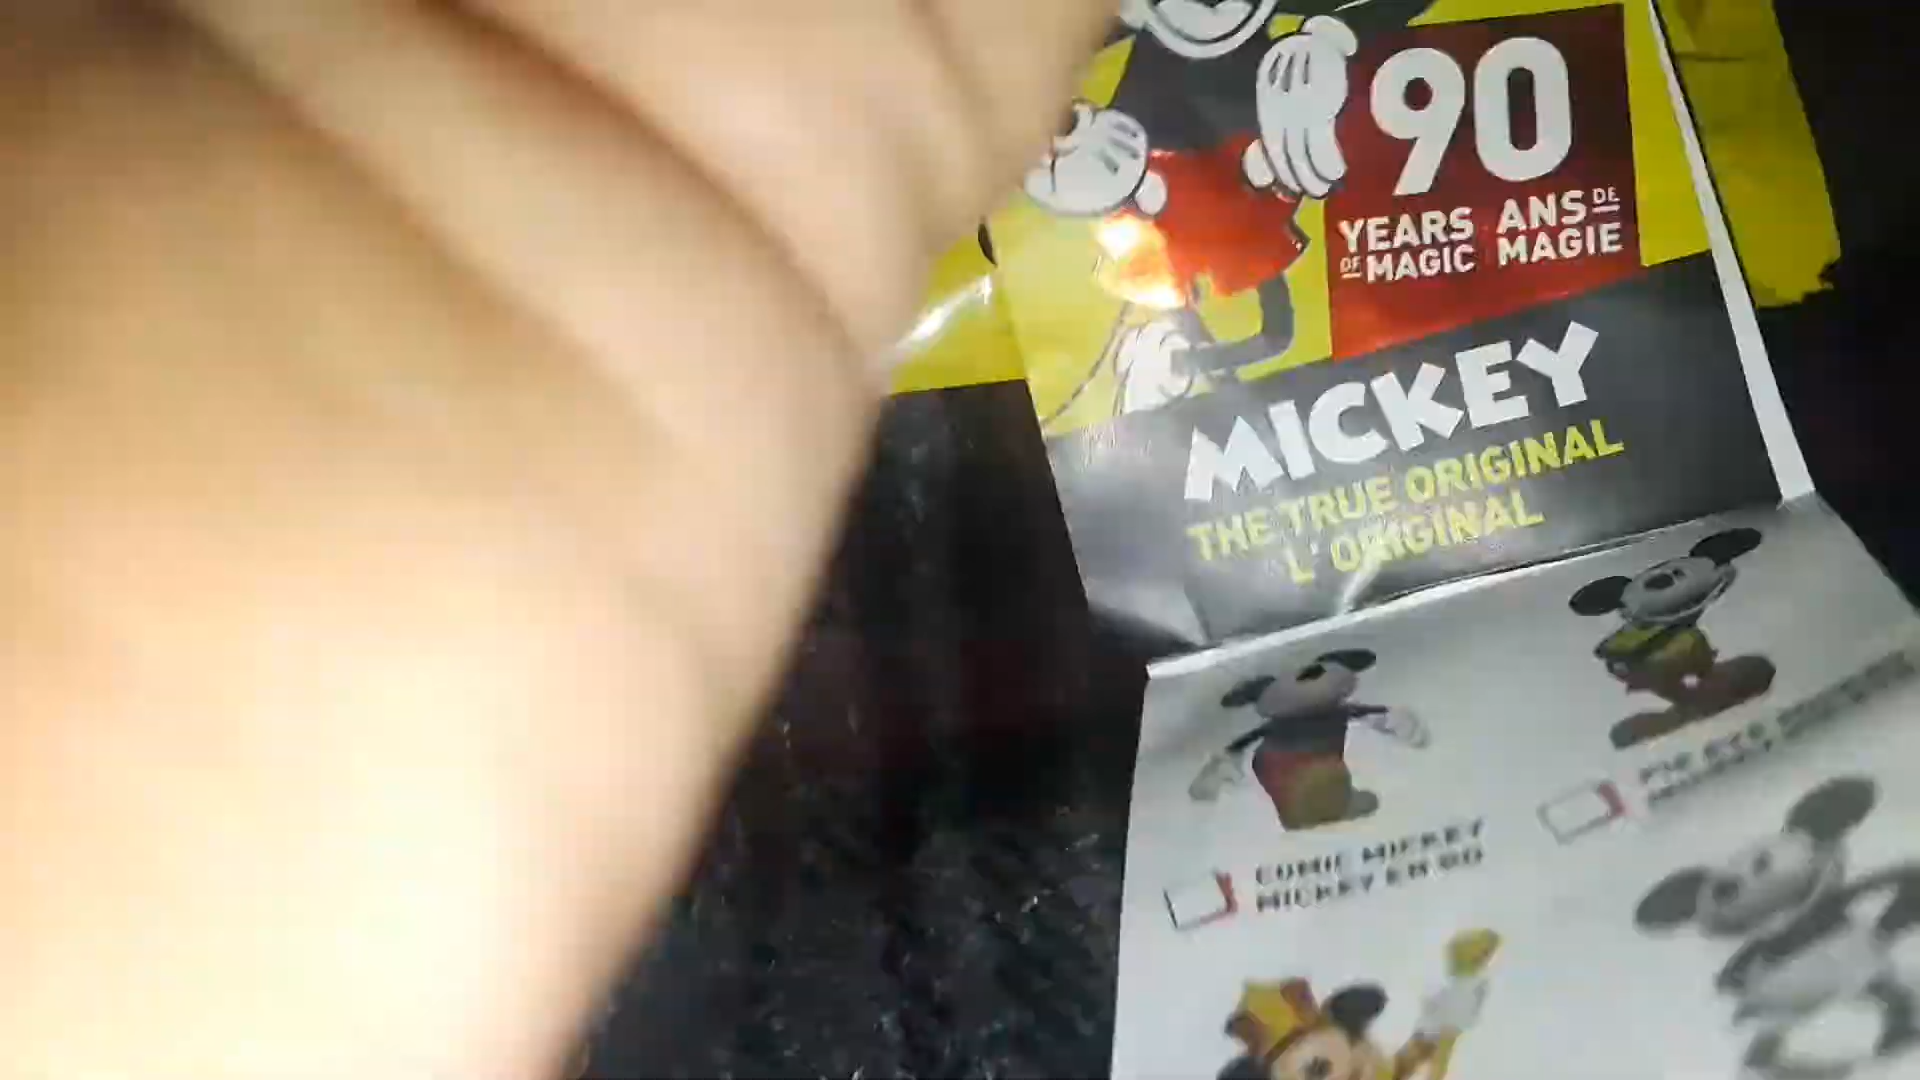 90
YEARS OF MAGIC
ANS DE MAGIE
MICKEY
THE TRUE ORIGINAL
L'ORIGINAL
COMIC MICKEY
MICKEY EN BD